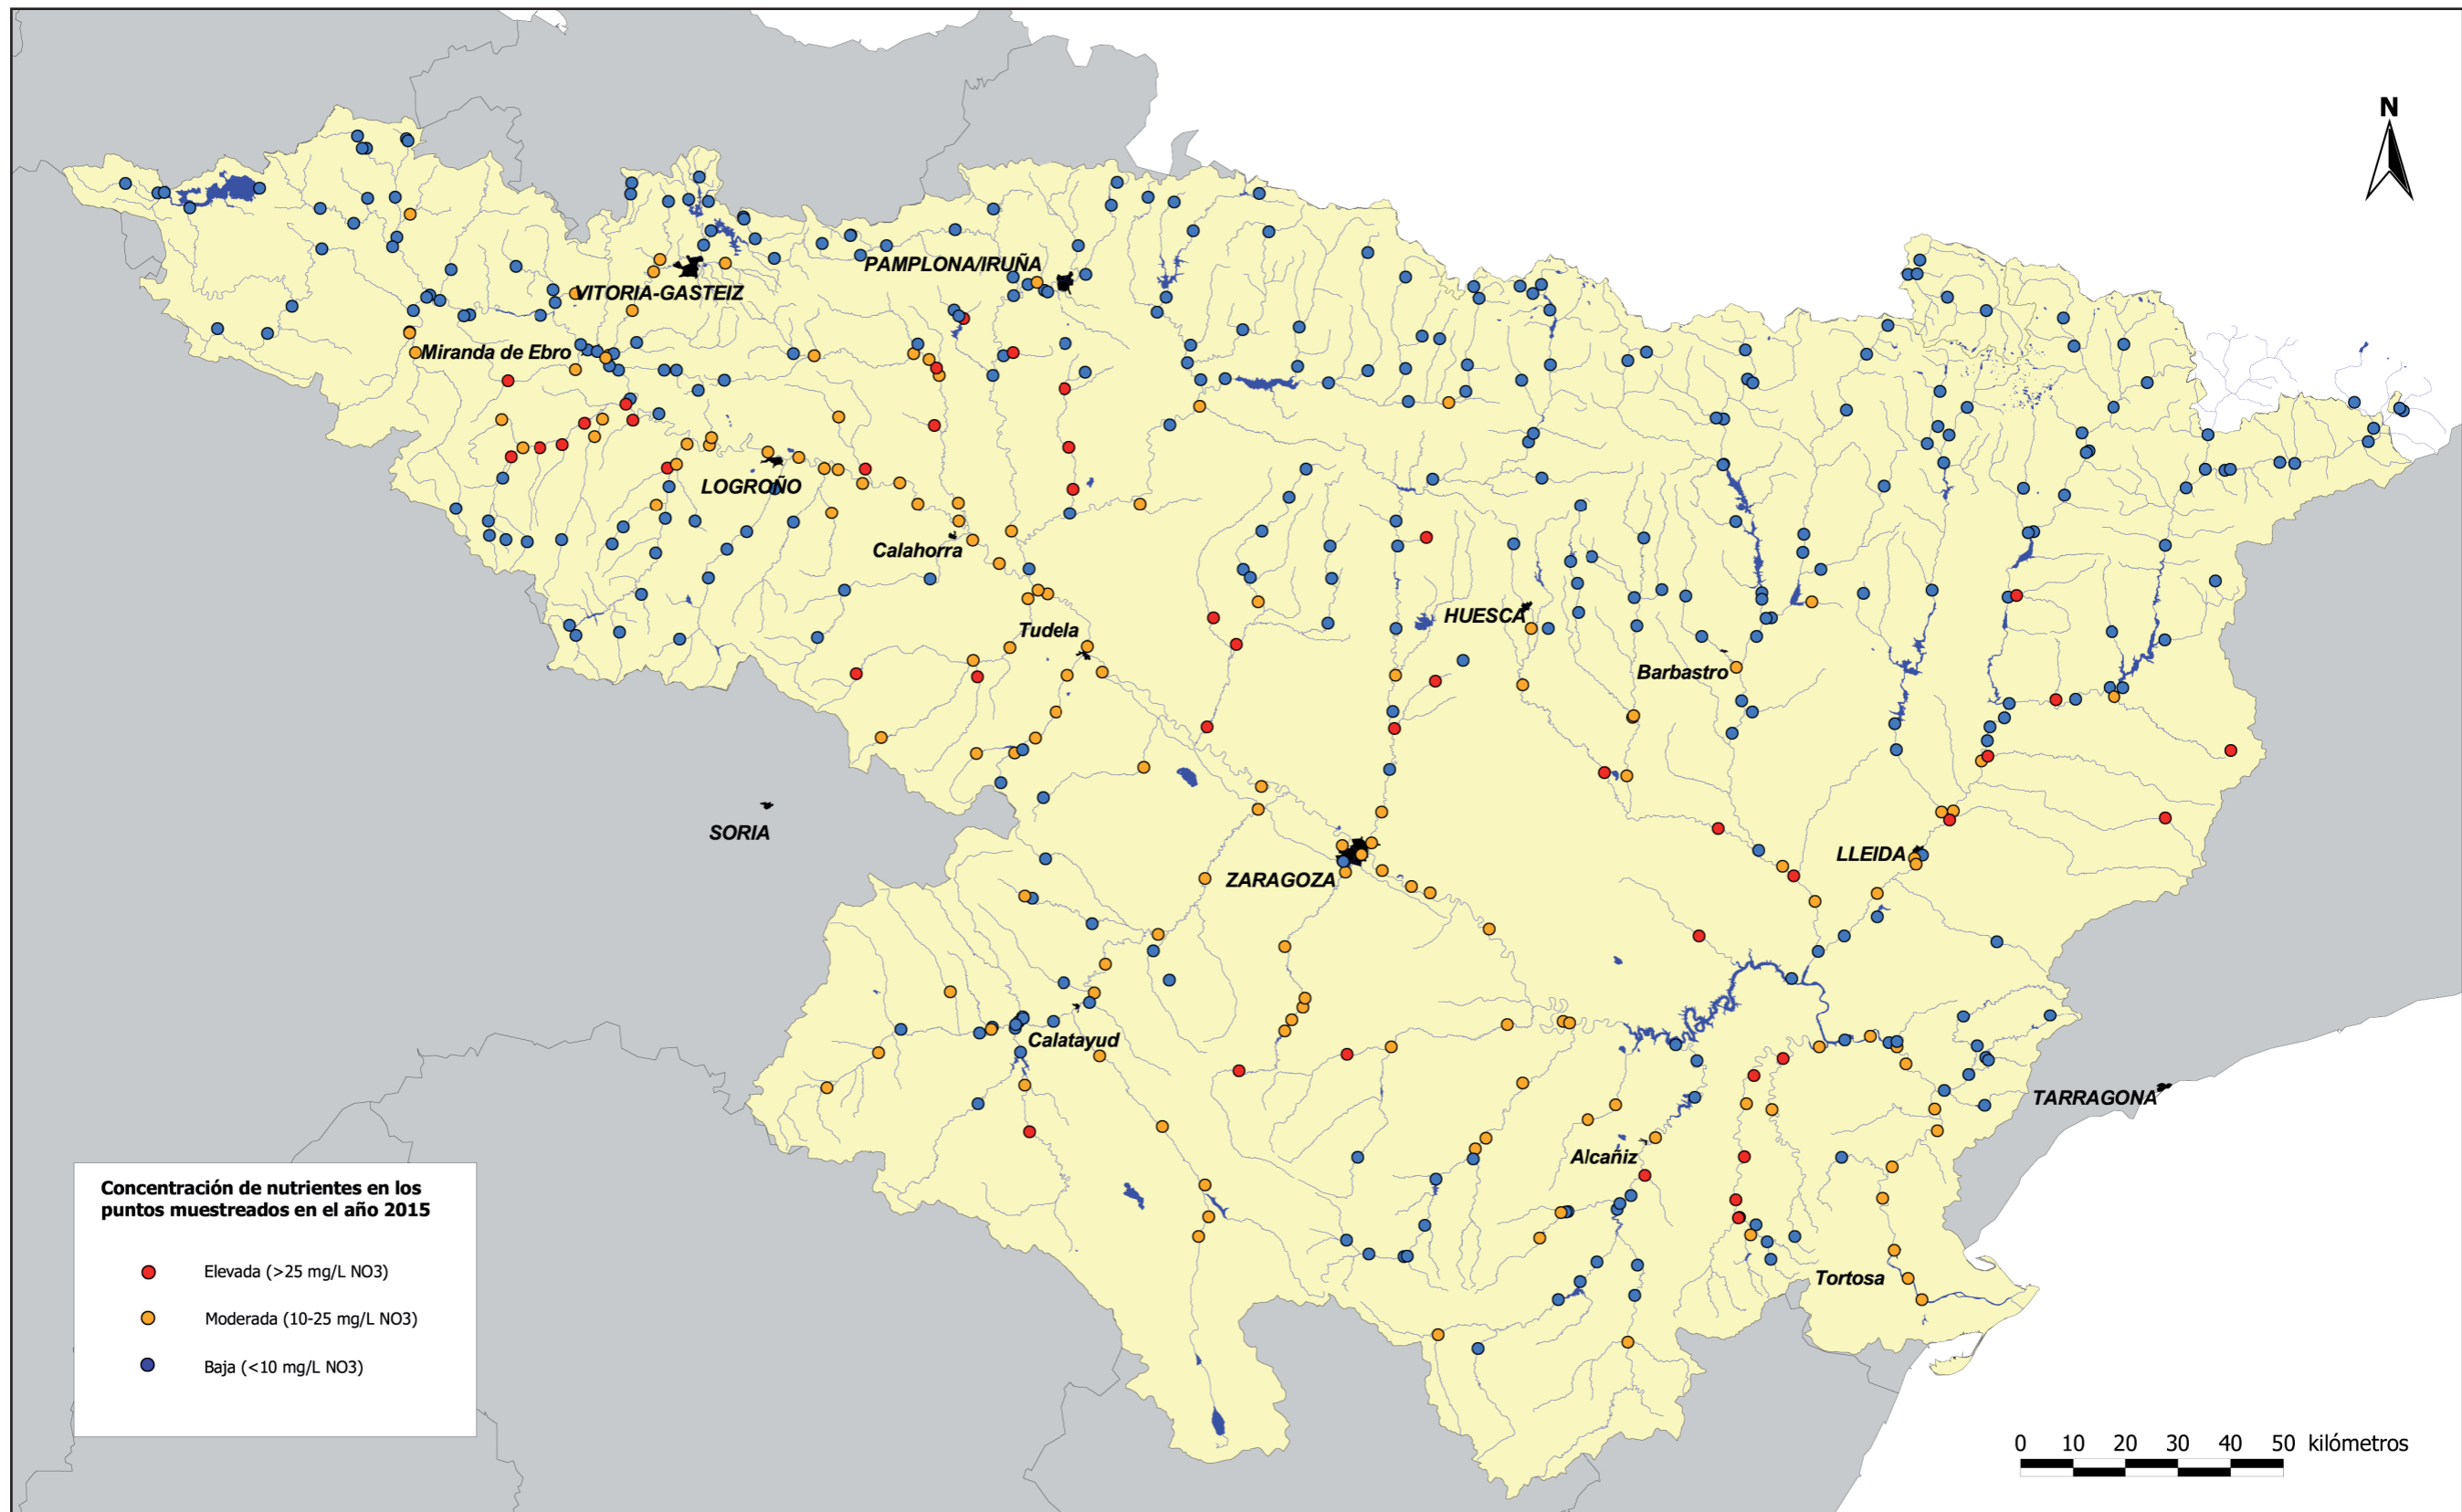 N
PAMPLONA/IRUÑA
VITORIA-GASTEIZ
Miranda de Ebro
LOGROÑO
Calahorra
HUESCA
Tudela
Barbastro
SORIA
LLEIDA
ZARAGOZA
Calatayud
TARRAGONA
Alcañiz
Tortosa
Concentración de nutrientes en los
puntos muestreados en el año 2015
Elevada (>25 mg/L NO3)
Moderada (10-25 mg/L NO3)
Baja (<10 mg/L NO3)
0 10 20 30 40 50 kilómetros